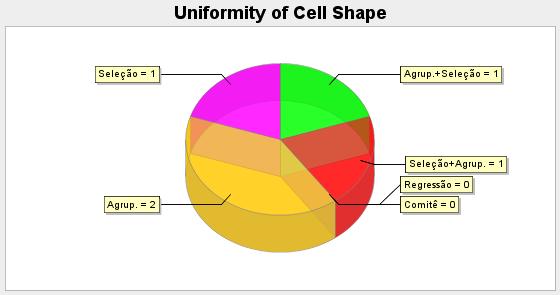 Uniformity of Cell Shape
Seleção = 1
Agrup.+Seleção = 1
Seleção+Agrup. = 1
Regressão = 0
Agrup. = 2
Comitê = 0